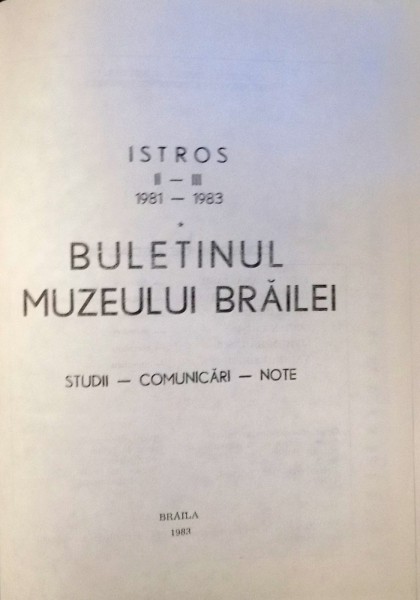 ISTROS
II — III
1981 — 1983
*
BULETINUL
MUZEULUI BRĂILEI
STUDII — COMUNICĂRI — NOTE
BRĂILA
1983